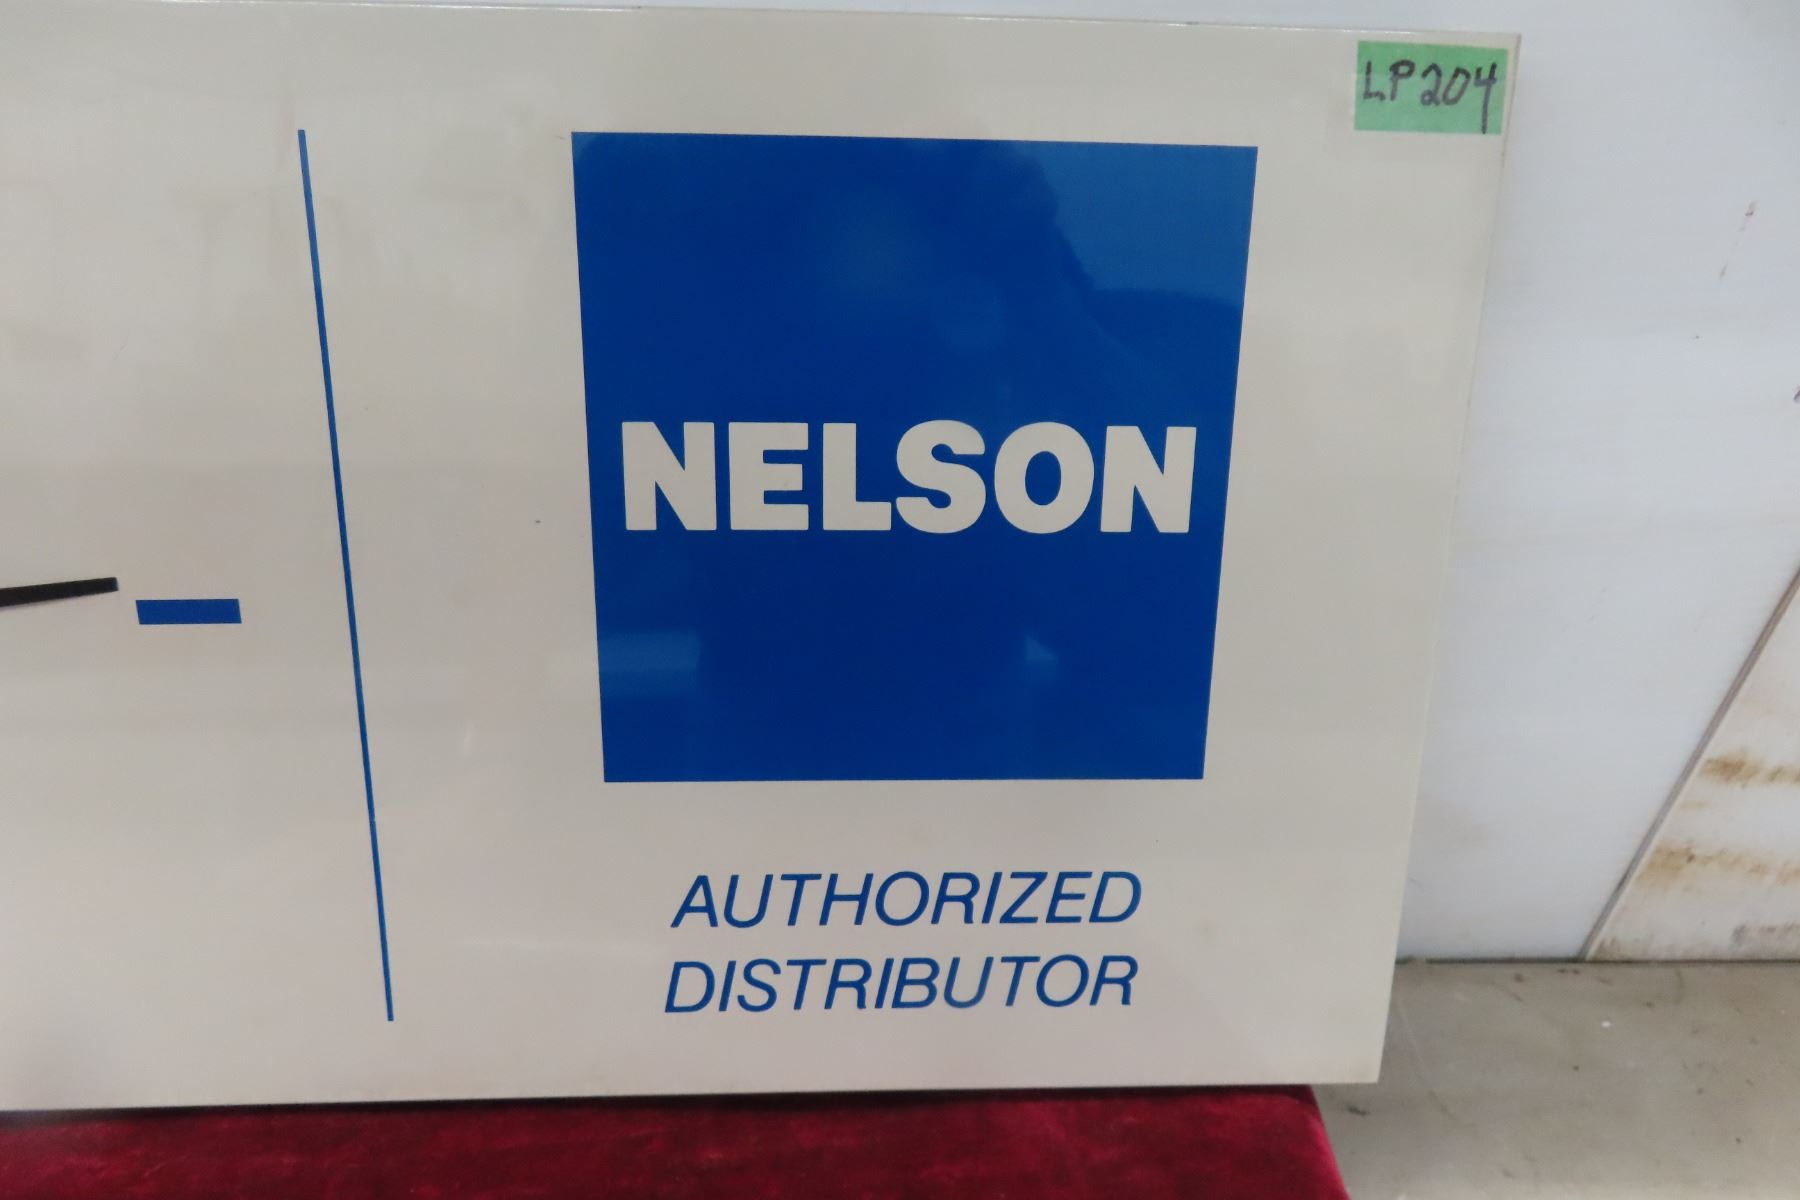 LP204
NELSON
AUTHORIZED
DISTRIBUTOR